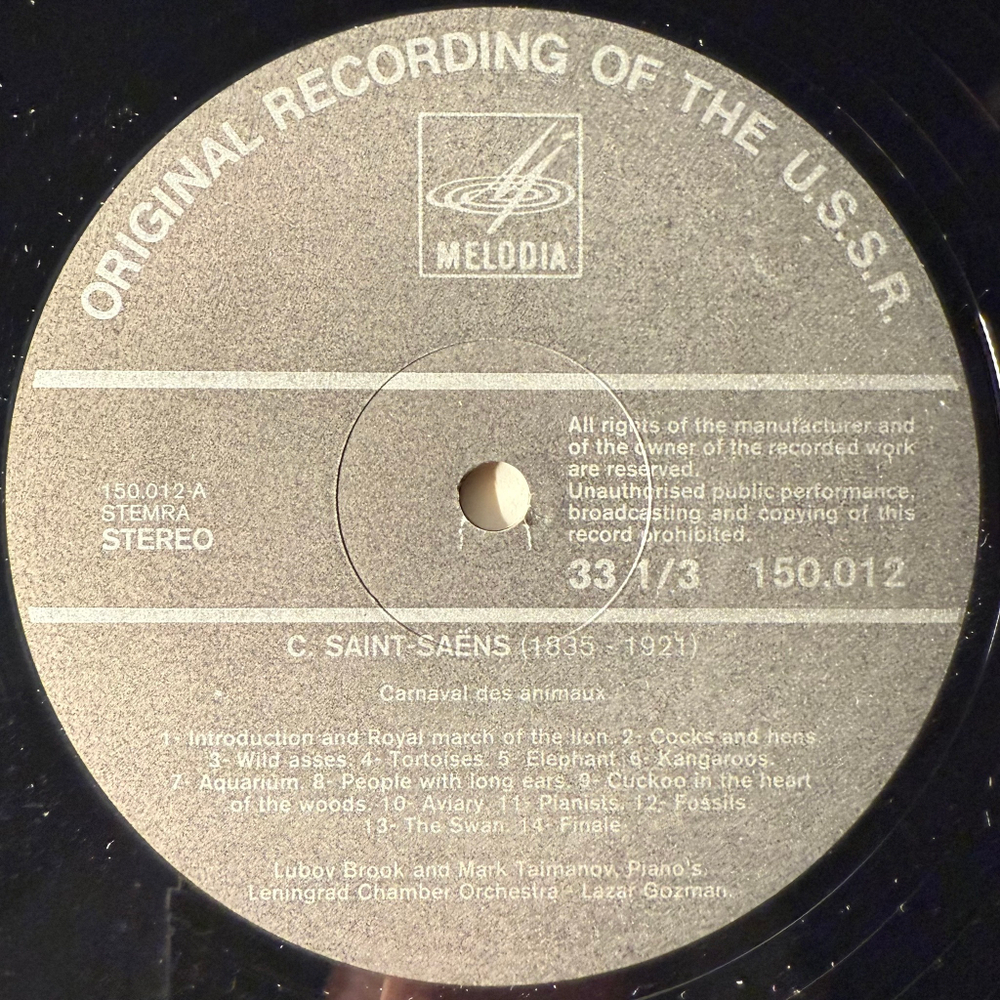 ORIGINAL RECORDING OF THE U.S.S.R.
MELODIA
150.012-A
STEMRA
STEREO
All rights of the manufacturer and
of the owner of the recorded work
are reserved.
Unauthorised public performance,
broadcasting and copying of this
record prohibited.
33 1/3 150.012
C. SAINT-SAËNS (1835 - 1921)
Carnaval des animaux
1- Introduction and Royal march of the lion. 2- Cocks and hens
3- Wild asses. 4- Tortoises. 5- Elephant. 6- Kangaroos.
7- Aquarium. 8- People with long ears. 9- Cuckoo in the heart
of the woods. 10- Aviary. 11- Pianists. 12- Fossils
13- The Swan. 14- Finale
Lubov Brook and Mark Taimanov, Piano's.
Leningrad Chamber Orchestra - Lazar Gozman.